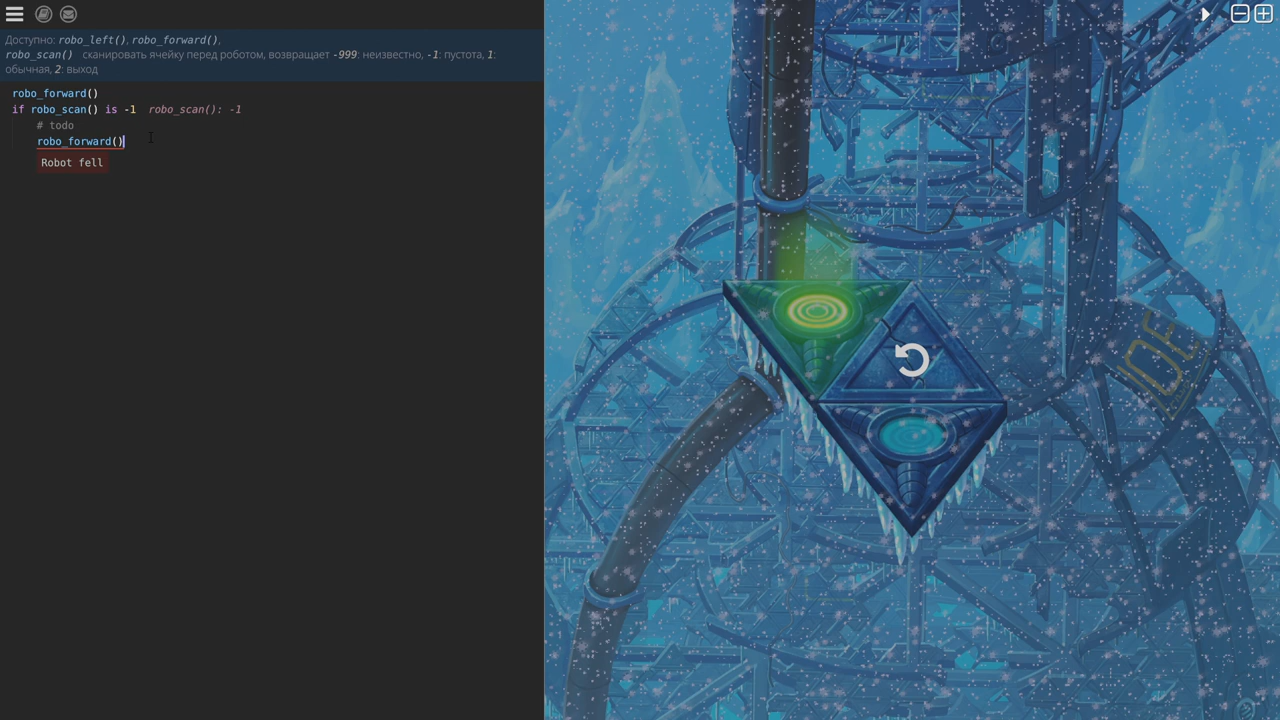 Доступно: robo_left(), robo_forward(),
robo_scan() сканировать ячейку перед роботом, возвращает -999: неизвестно, -1: пустота, 1:
обычная, 2: выход
robo_forward()
if robo_scan() is -1 robo_scan(): -1
# todo
robo_forward()
Robot fell